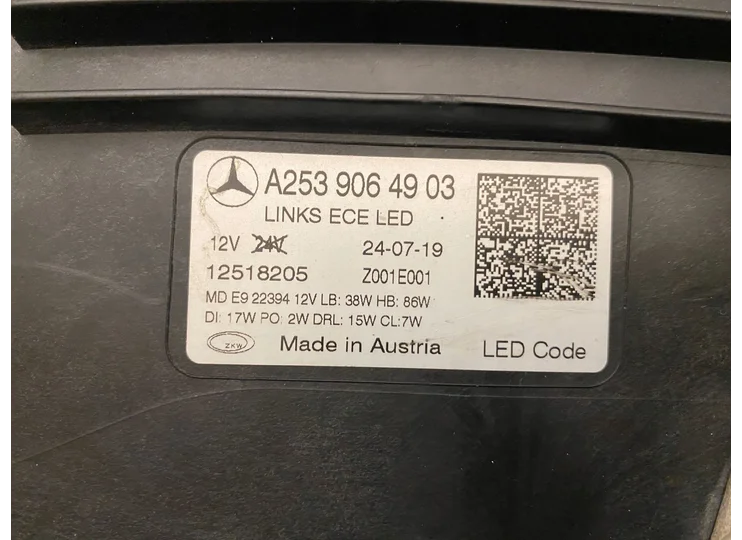 A253 906 49 03
LINKS ECE LED
12V 24V 24-07-19
12518205 Z001E001
MD E9 22394 12V LB: 38W HB: 86W
DI: 17W PO: 2W DRL: 15W CL:7W
ZKW Made in Austria LED Code